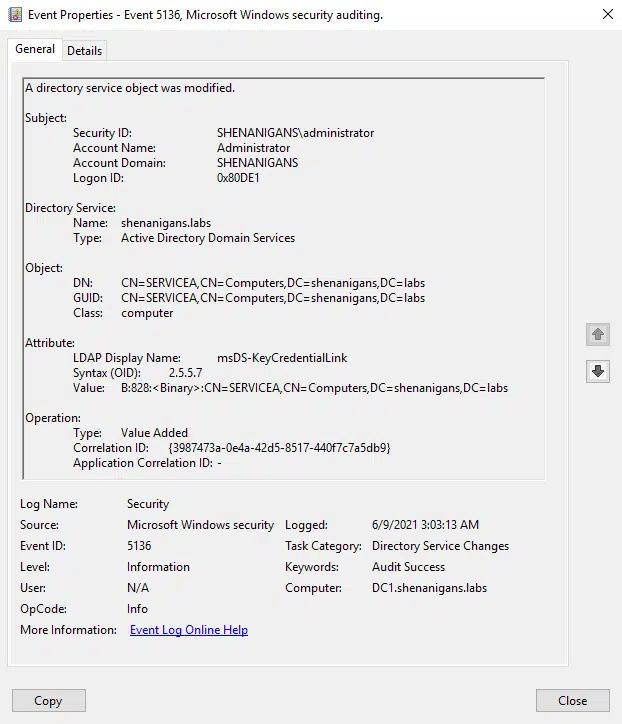 Event Properties - Event 5136, Microsoft Windows security auditing.
General Details
A directory service object was modified.
Subject:
Security ID: SHENANIGANS\administrator
Account Name: Administrator
Account Domain: SHENANIGANS
Logon ID: 0x80DE1
Directory Service:
Name: shenanigans.labs
Type: Active Directory Domain Services
Object:
DN: CN=SERVICEA,CN=Computers,DC=shenanigans,DC=labs
GUID: CN=SERVICEA,CN=Computers,DC=shenanigans,DC=labs
Class: computer
Attribute:
LDAP Display Name: msDS-KeyCredentialLink
Syntax (OID): 2.5.5.7
Value: B:828:<Binary>:CN=SERVICEA,CN=Computers,DC=shenanigans,DC=labs
Operation:
Type: Value Added
Correlation ID: {3987473a-0e4a-42d5-8517-440f7c7a5db9}
Application Correlation ID: -
Log Name: Security
Source: Microsoft Windows security Logged: 6/9/2021 3:03:13 AM
Event ID: 5136 Task Category: Directory Service Changes
Level: Information Keywords: Audit Success
User: N/A Computer: DC1.shenanigans.labs
OpCode: Info
More Information: Event Log Online Help
Copy Close